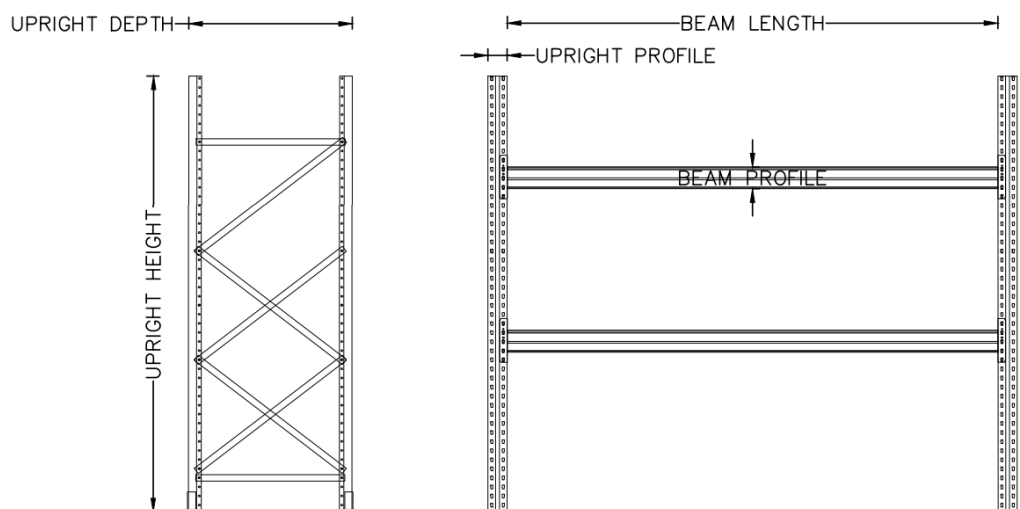 UPRIGHT DEPTH
BEAM LENGTH
UPRIGHT PROFILE
BEAM PROFILE
UPRIGHT HEIGHT